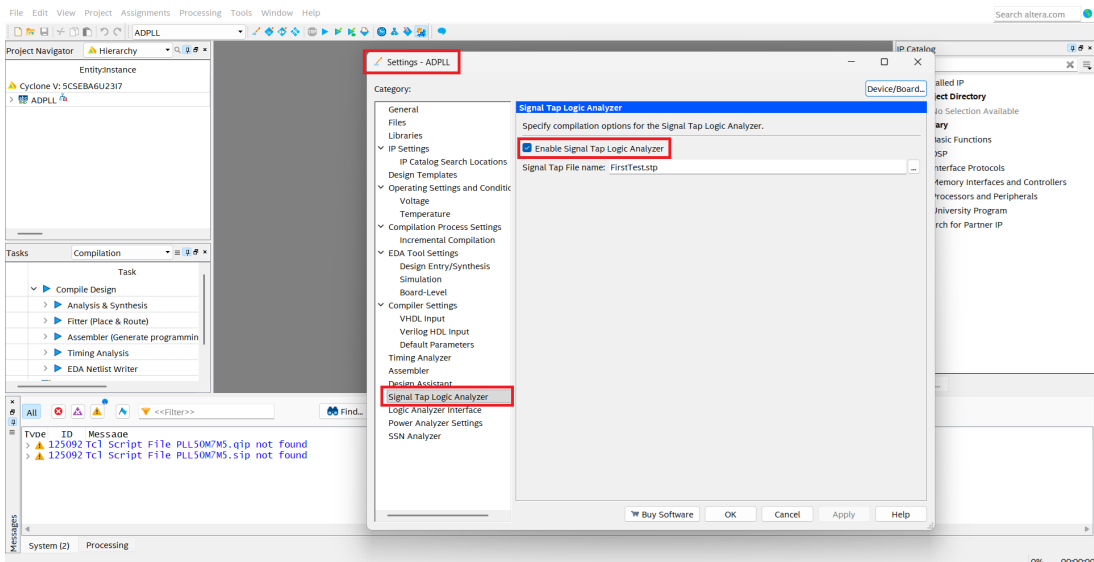 File Edit View Project Assignments Processing Tools Window Help
Search altera.com
ADPLL
Project Navigator Hierarchy
Entity:Instance
Cyclone V: 5CSEBA6U23I7
ADPLL
Tasks Compilation
Task
Compile Design
Analysis & Synthesis
Fitter (Place & Route)
Assembler (Generate programmin
Timing Analysis
EDA Netlist Writer
Settings - ADPLL
Category:
Device/Board...
General
Files
Libraries
IP Settings
IP Catalog Search Locations
Design Templates
Operating Settings and Conditic
Voltage
Temperature
Compilation Process Settings
Incremental Compilation
EDA Tool Settings
Design Entry/Synthesis
Simulation
Board-Level
Compiler Settings
VHDL Input
Verilog HDL Input
Default Parameters
Timing Analyzer
Assembler
Design Assistant
Signal Tap Logic Analyzer
Logic Analyzer Interface
Power Analyzer Settings
SSN Analyzer
Signal Tap Logic Analyzer
Specify compilation options for the Signal Tap Logic Analyzer.
Enable Signal Tap Logic Analyzer
Signal Tap File name: FirstTest.stp
...
Buy Software OK Cancel Apply Help
IP Catalog
alled IP
ject Directory
lo Selection Available
ary
Basic Functions
DSP
nterface Protocols
Memory Interfaces and Controllers
Processors and Peripherals
University Program
rch for Partner IP
All <<Filter>> Find...
Type ID Message
125092 Tcl Script File PLL50M7M5.qip not found
125092 Tcl Script File PLL50M7M5.sip not found
Messages
System (2) Processing
0% 00:00:00